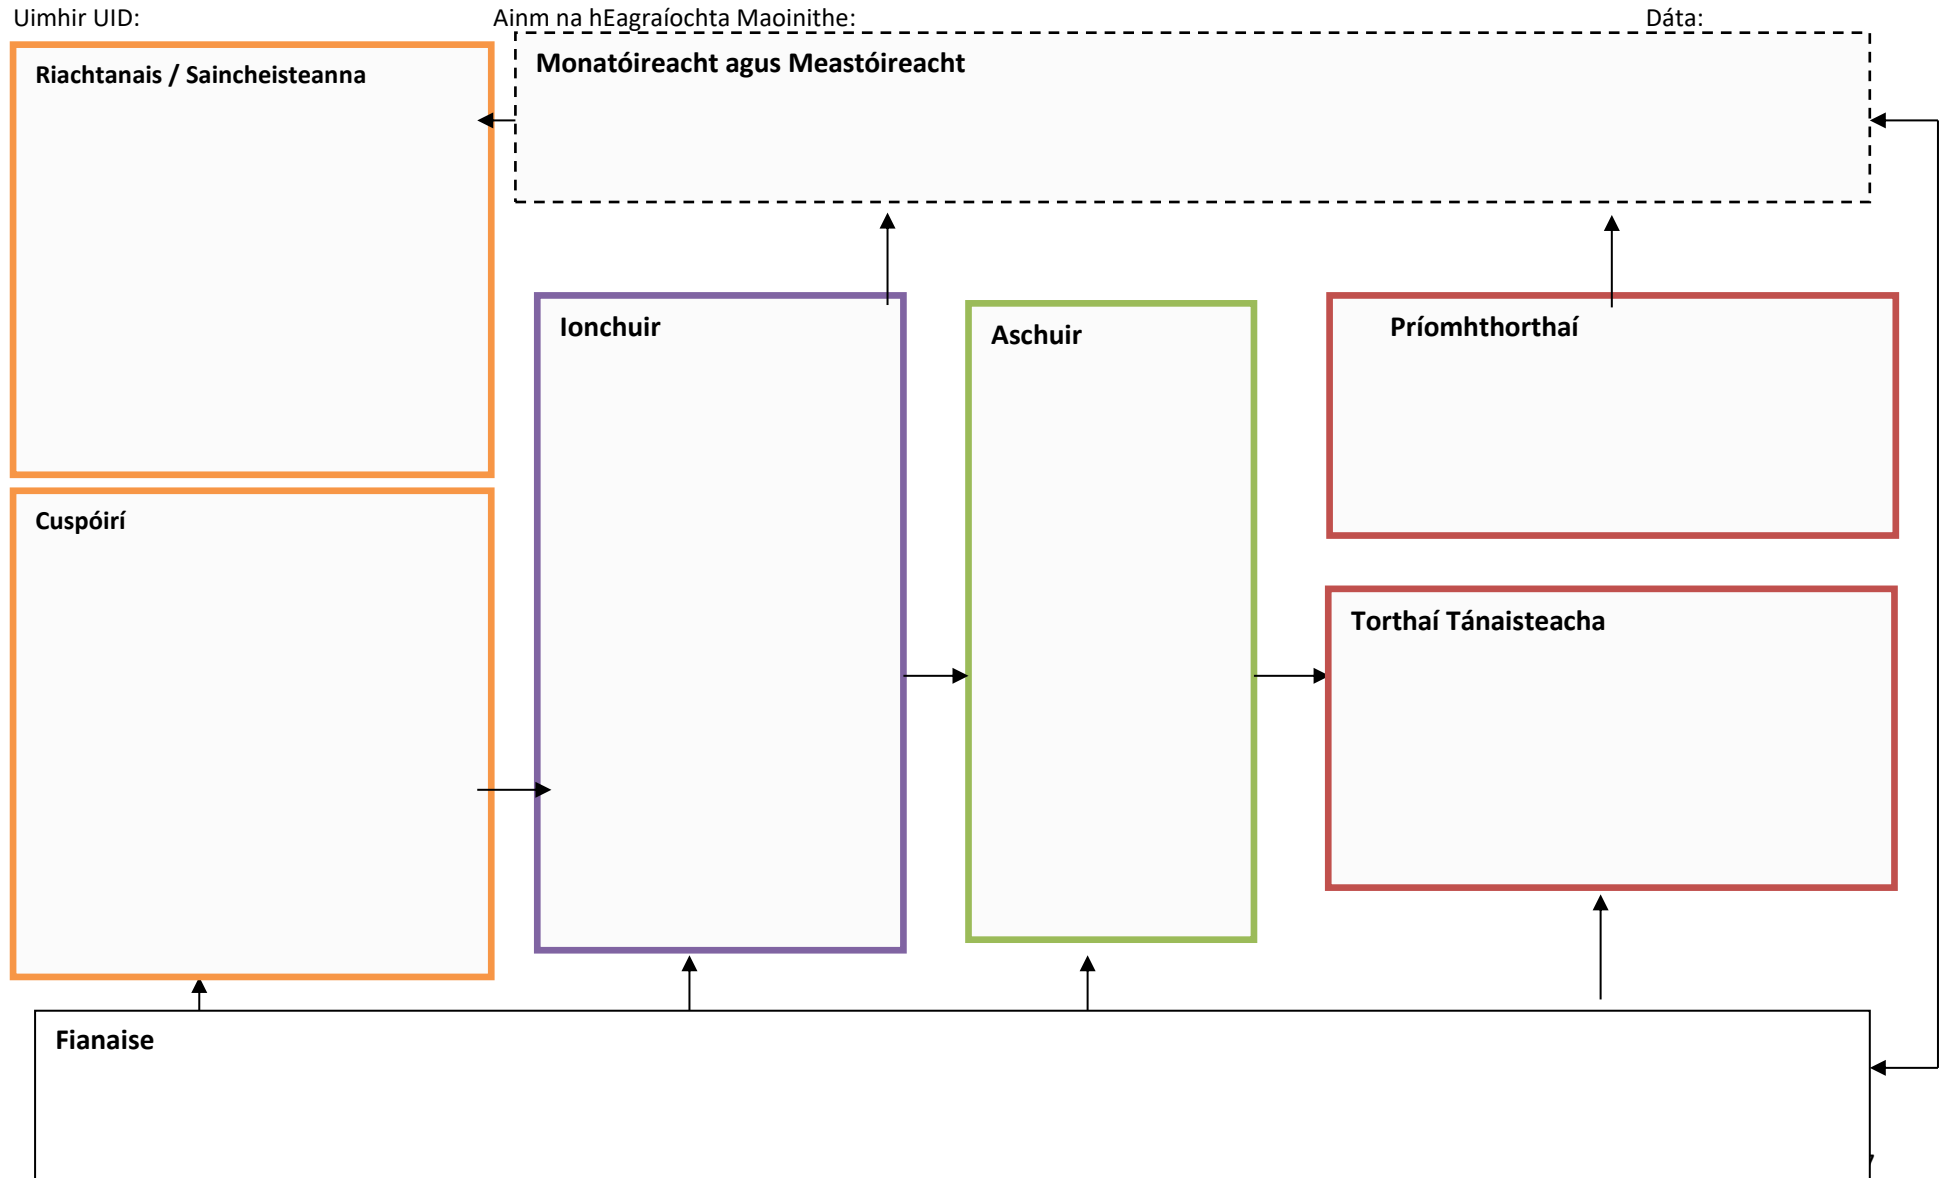 Uimhir UID: Ainm na hEagraíochta Maoinithe: Dáta:
Riachtanais / Saincheisteanna
Monatóireacht agus Meastóireacht
Ionchuir
Aschuir
Príomhthorthaí
Cuspóirí
Torthaí Tánaisteacha
Fianaise